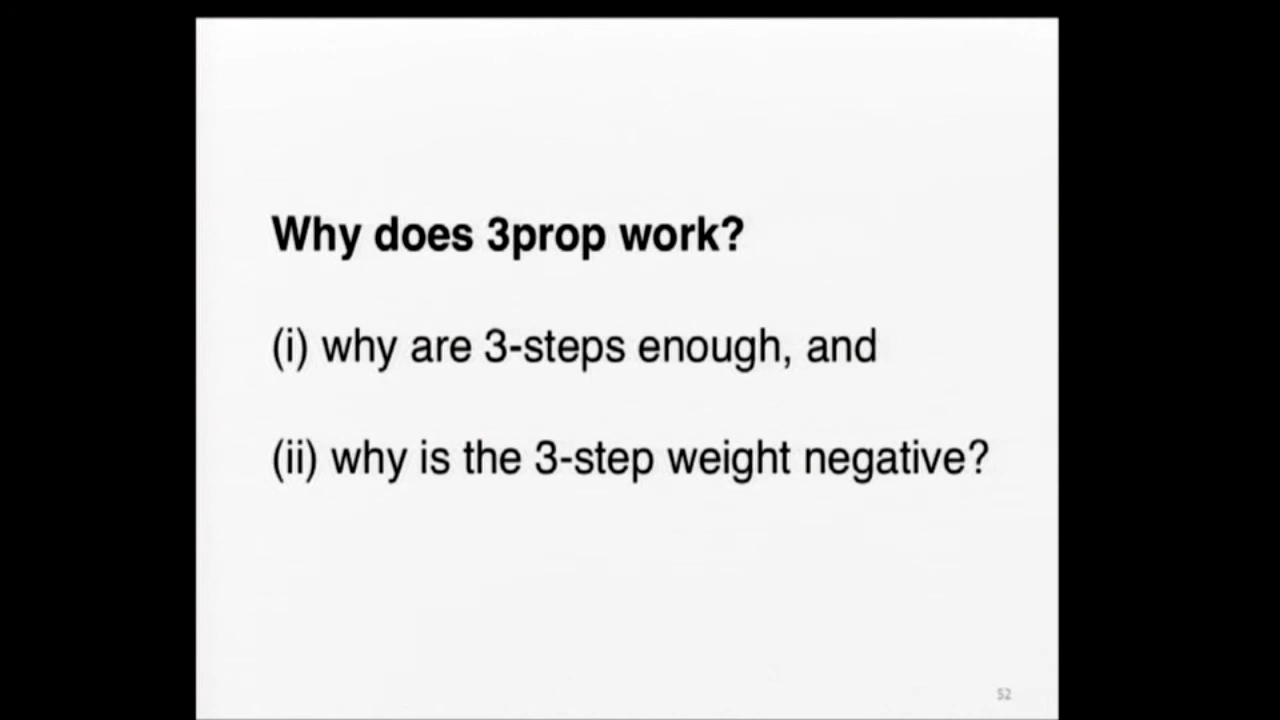 Why does 3prop work?
(i) why are 3-steps enough, and
(ii) why is the 3-step weight negative?
52